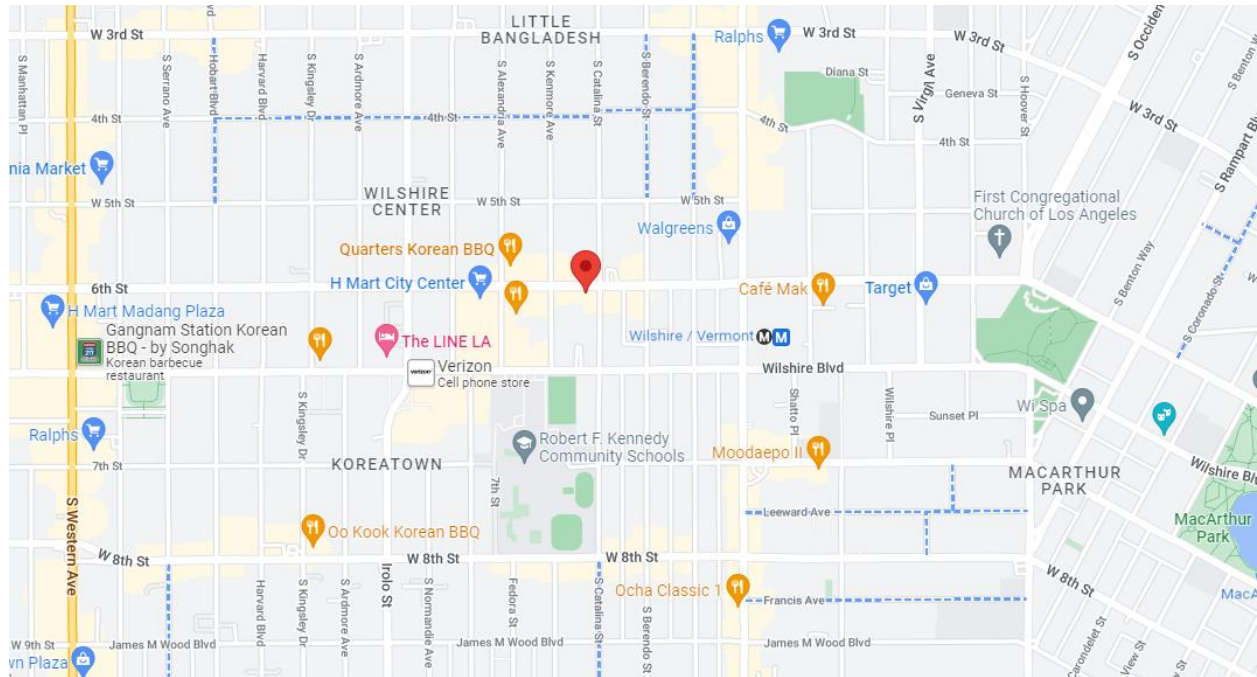 LITTLE
BANGLADESH
W 3rd St
Ralphs
W 3rd St
W 3rd St
S Occiden
S Benton W
vd
S Manhattan Pl
S Serrano Ave
Hobart Blvd
Harvard Blvd
S Kingsley Dr
S Ardmore Ave
S Alexandria Ave
S Kenmore Ave
S Catalina St
S Berendo St
Diana St
Geneva St
S Virgil Ave
S Hoover St
4th St
4th St
4th St
4th St
W 3rd St
S Rampart Bl
nia Market
WILSHIRE
CENTER
W 5th St
W 5th St
W 5th St
Walgreens
First Congregational
Church of Los Angeles
Quarters Korean BBQ
H Mart City Center
6th St
Café Mak
Target
S Benton Way
S Coronado St
H Mart Madang Plaza
Gangnam Station Korean
BBQ - by Songhak
Korean barbecue
restaurant
The LINE LA
Wilshire / Vermont
M
M
verizon
Verizon
Cell phone store
Wilshire Blvd
S Kingsley Dr
Shatto Pl
Wilshire Pl
Sunset Pl
Wi Spa
Ralphs
7th St
KOREATOWN
7th St
Robert F. Kennedy
Community Schools
Moodaepo II
MACARTHUR
PARK
Wilshire Blv
S Western Ave
Oo Kook Korean BBQ
Leeward Ave
MacArthur
Park
W 8th St
W 8th St
W 8th St
W 8th St
Harvard Blvd
S Kingsley Dr
S Ardmore Ave
Irolo St
S Normandie Ave
Fedora St
S Catalina St
S Berendo St
Ocha Classic 1
Francis Ave
MacA
W 9th St
James M Wood Blvd
James M Wood Blvd
James M Wood Blvd
Carondelet St
View St
View St
wn Plaza